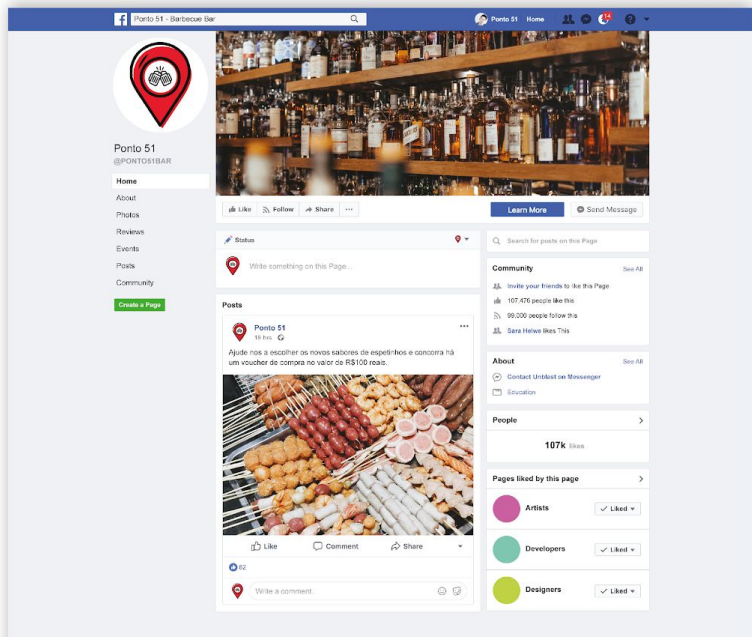 Ponto 51 - Barbecue Bar
Ponto 51 Home
14
Ponto 51
@PONTO51BAR
Home
About
Photos
Reviews
Events
Posts
Community
Create a Page
Like Follow Share
Learn More
Send Message
Status
Write something on this Page...
Posts
Ponto 51
19 hrs
Ajude nos a escolher os novos sabores de espetinhos e concorra há
um voucher de compra no valor de R$100 reais.
Like Comment Share
82
Write a comment.
Search for posts on this Page
Community See All
Invite your friends to like this Page
107,476 people like this
99,000 people follow this
Sara Helwe likes This
About See All
Contact Unblast on Messenger
Education
People
107k likes
Pages liked by this page
Artists Liked
Developers Liked
Designers Liked